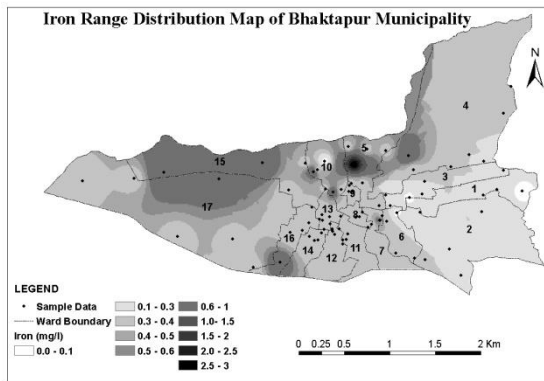 Iron Range Distribution Map of Bhaktapur Municipality
N
4
5
15
10
3
9
1
17
13
8
2
16
6
14
12
11
7
LEGEND
Sample Data
Ward Boundary
Iron (mg/l)
0.0 - 0.1
0.1 - 0.3
0.3 - 0.4
0.4 - 0.5
0.5 - 0.6
0.6 - 1
1.0- 1.5
1.5 - 2
2.0 - 2.5
2.5 - 3
0 0.25 0.5 1 1.5 2 Km